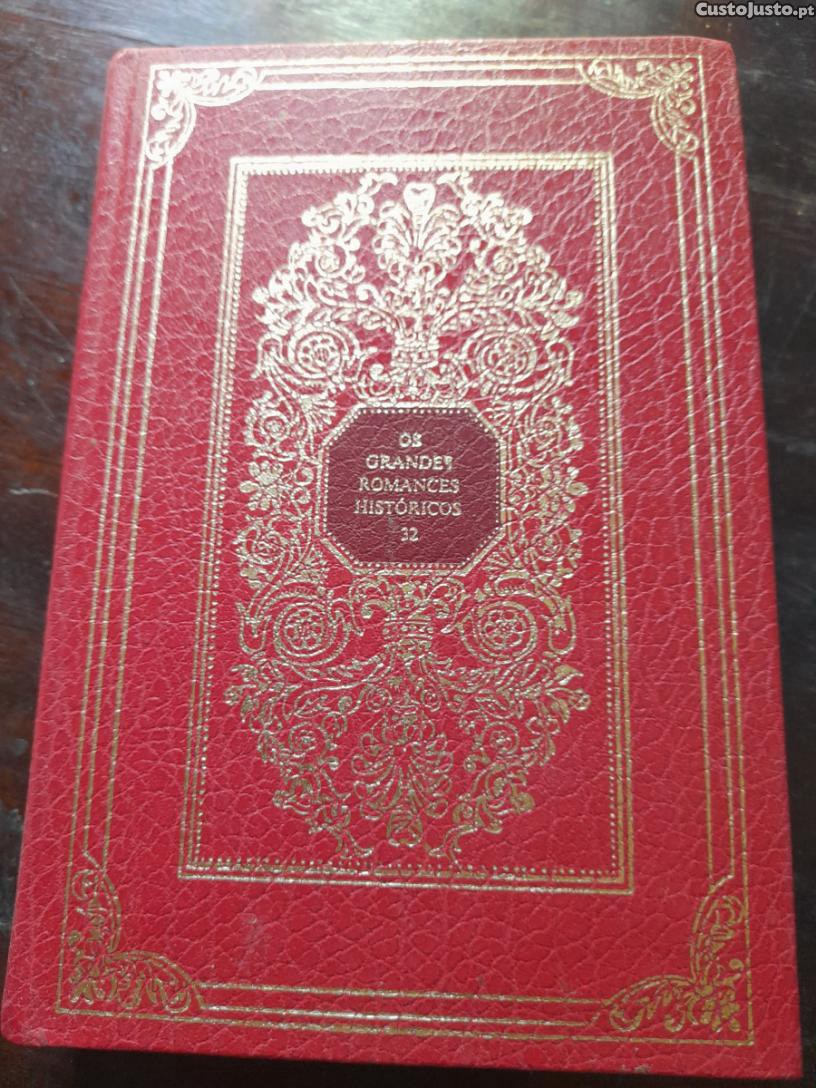 CustoJusto.pt
OS
GRANDES
ROMANCES
HISTÓRICOS
32